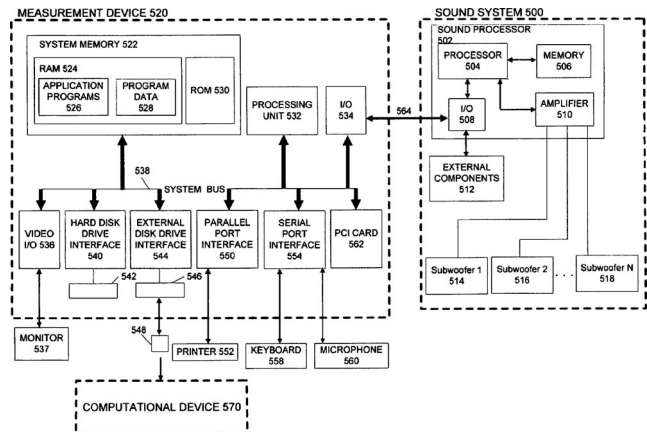 MEASUREMENT DEVICE 520
SYSTEM MEMORY 522
RAM 524
APPLICATION
PROGRAMS
526
PROGRAM
DATA
528
ROM 530
PROCESSING
UNIT 532
I/O
534
564
538
SYSTEM BUS
VIDEO
I/O 536
HARD DISK
DRIVE
INTERFACE
540
EXTERNAL
DISK DRIVE
INTERFACE
544
PARALLEL
PORT
INTERFACE
550
SERIAL
PORT
INTERFACE
554
PCI CARD
562
542
546
548
MONITOR
537
PRINTER 552
KEYBOARD
558
MICROPHONE
560
COMPUTATIONAL DEVICE 570
SOUND SYSTEM 500
SOUND PROCESSOR
502
PROCESSOR
504
MEMORY
506
I/O
508
AMPLIFIER
510
EXTERNAL
COMPONENTS
512
Subwoofer 1
514
Subwoofer 2
516
. . .
Subwoofer N
518